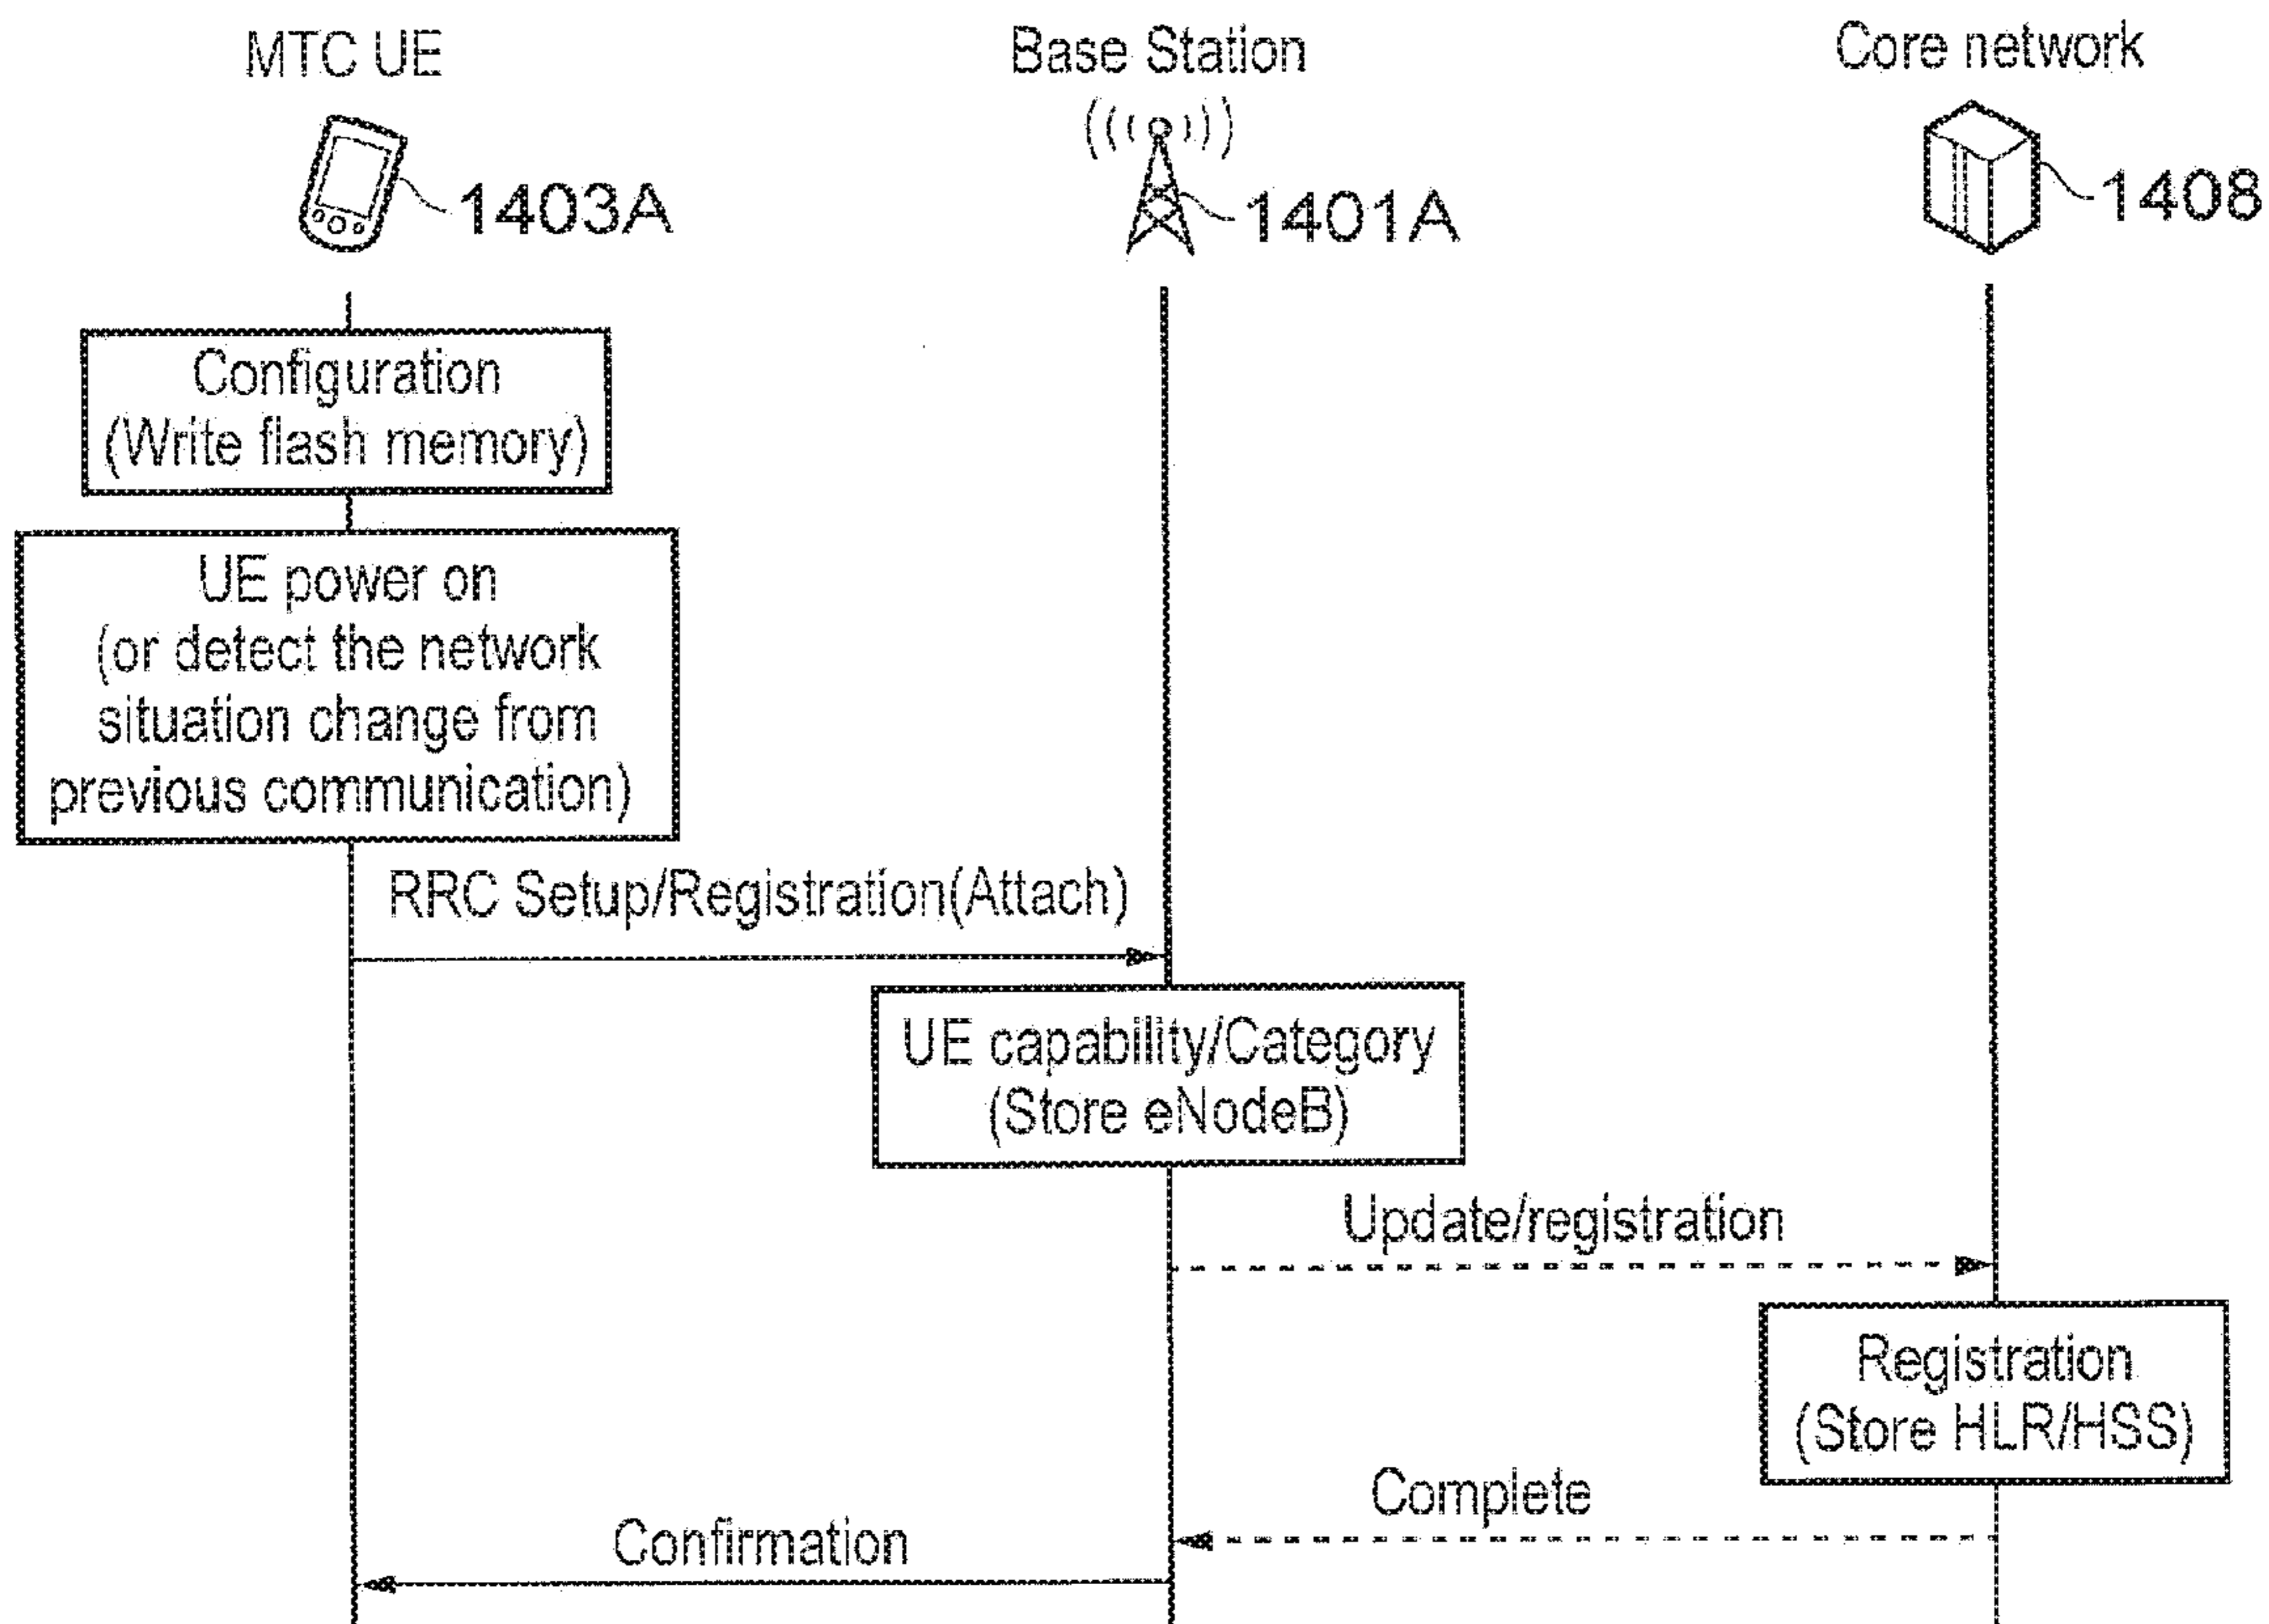 MTC UE
Base Station
Core network
1403A
1401A
1408
Configuration
(Write flash memory)
UE power on
(or detect the network
situation change from
previous communication)
RRC Setup/Registration(Attach)
UE capability/Category
(Store eNodeB)
Update/registration
Registration
(Store HLR/HSS)
Complete
Confirmation